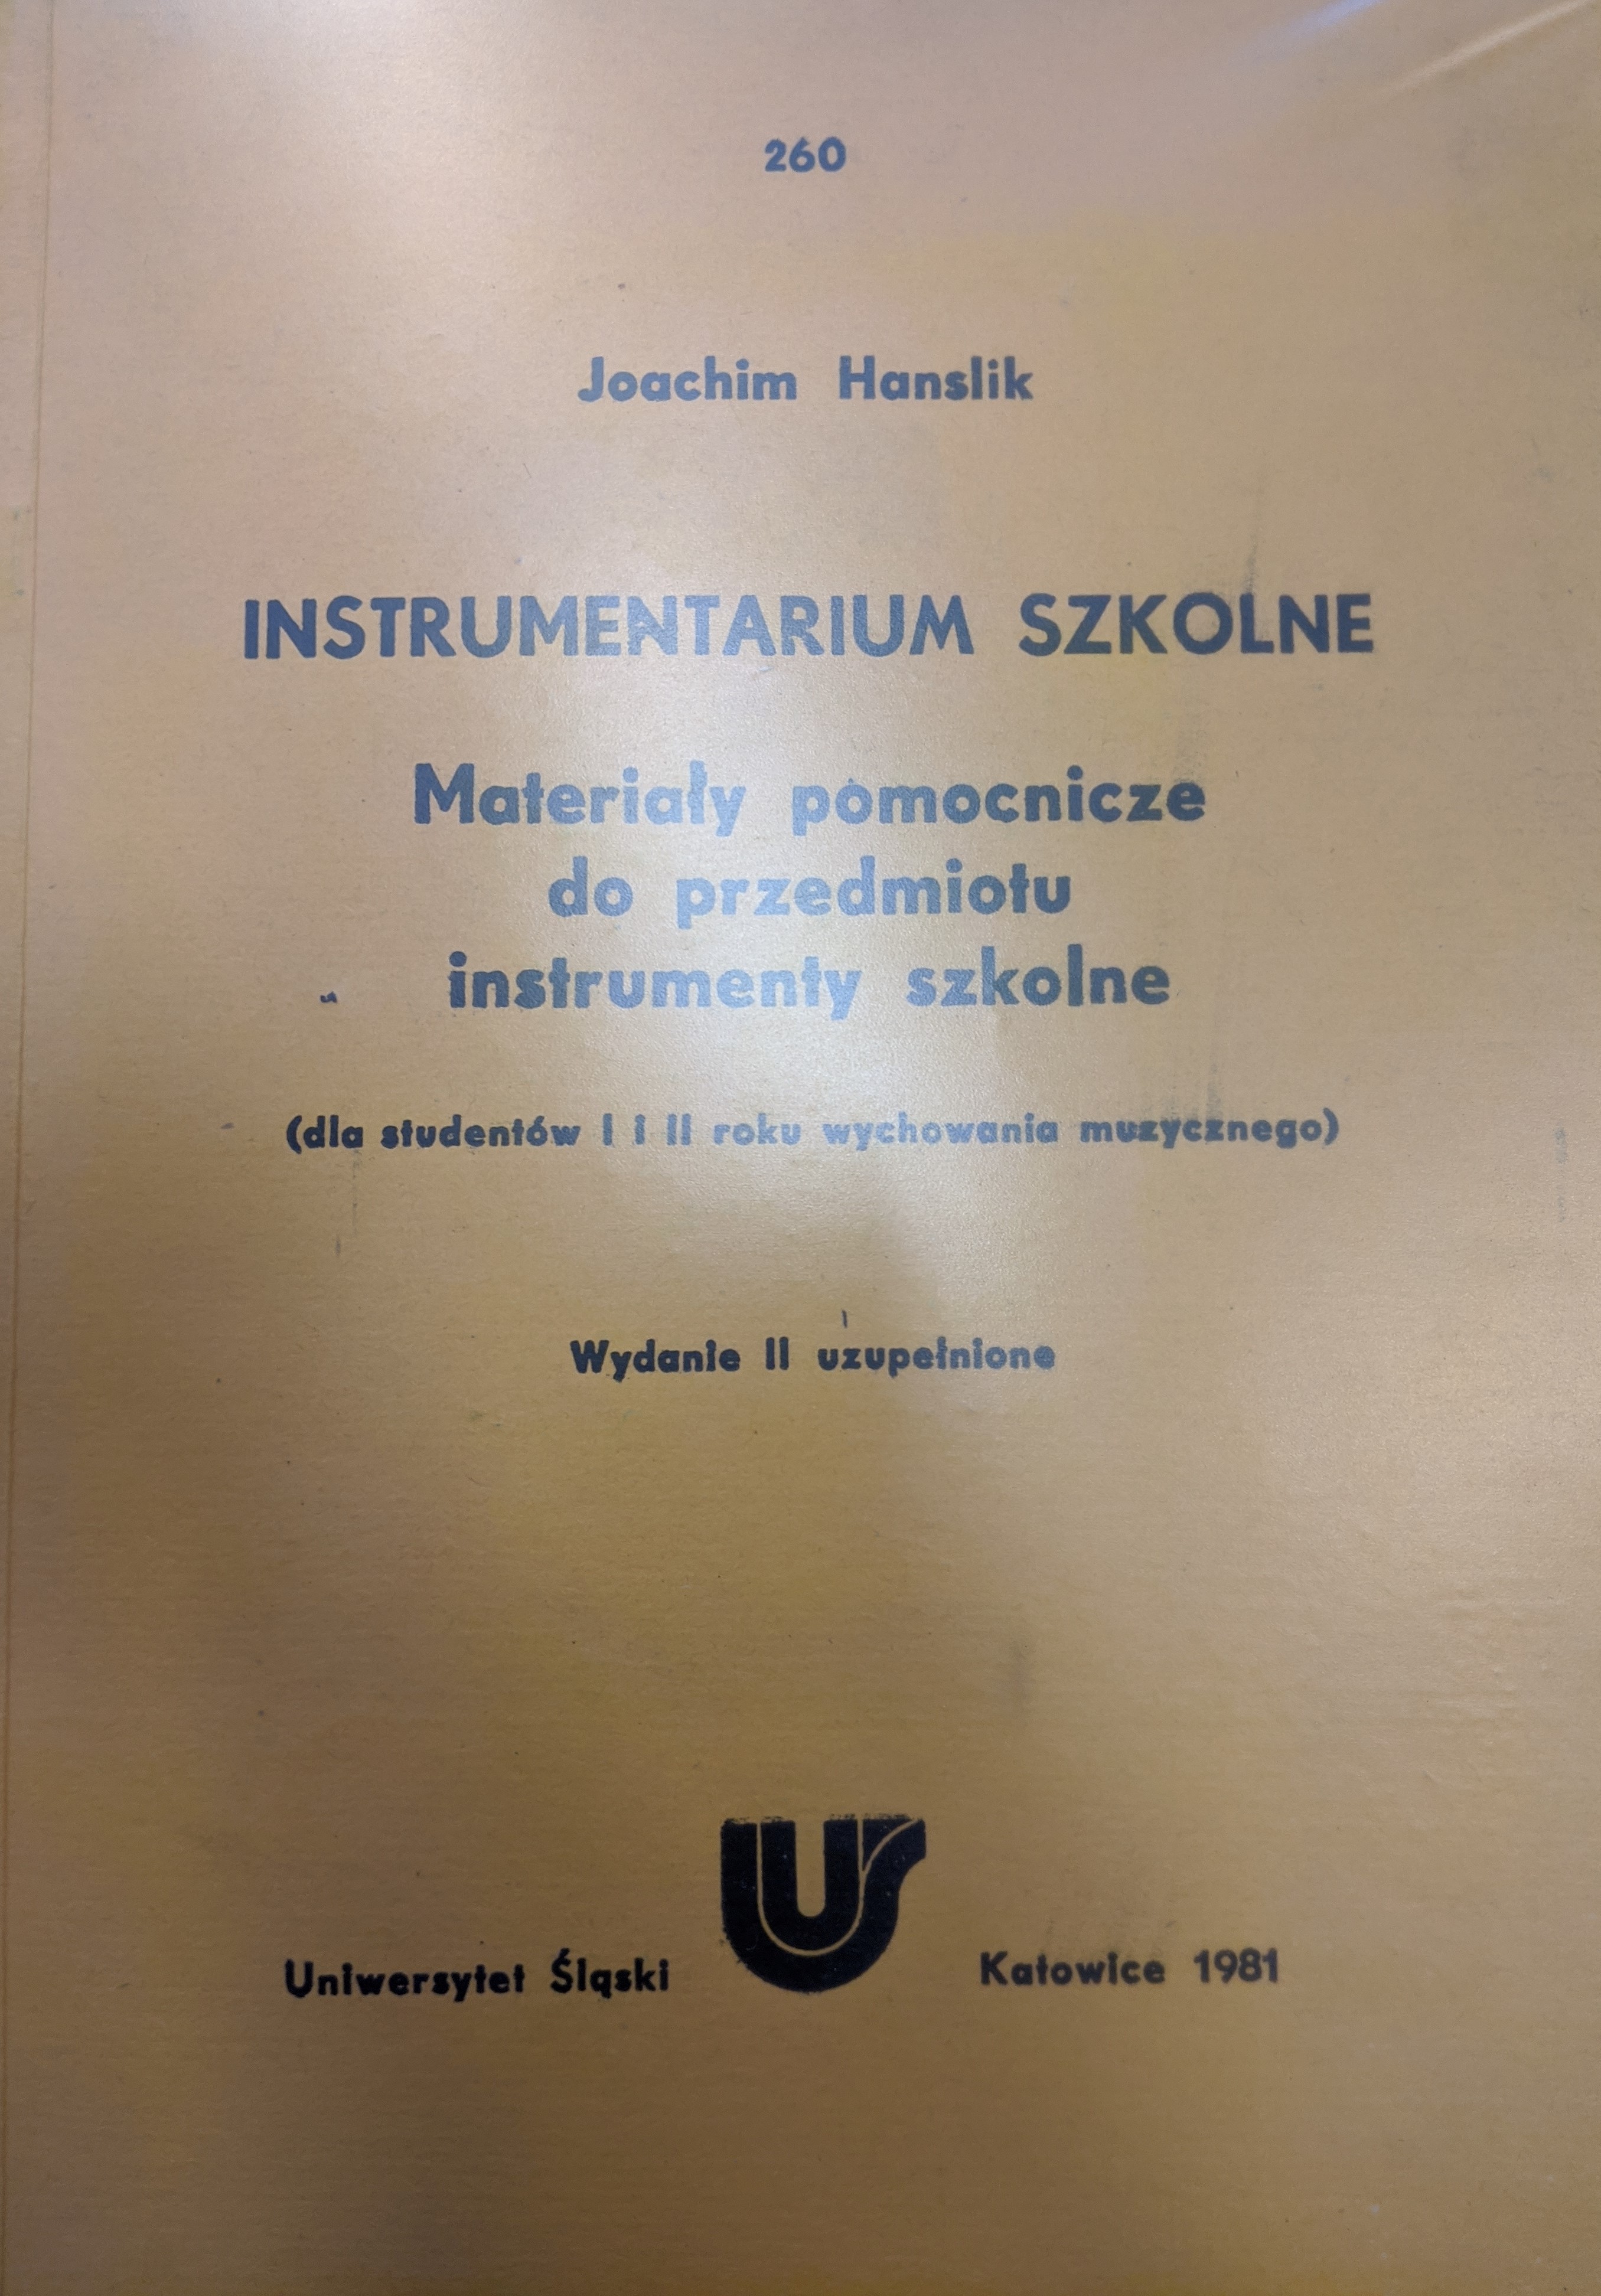 260
Joachim Hanslik
INSTRUMENTARIUM SZKOLNE
Materiały pomocnicze
do przedmiotu
instrumenty szkolne
(dla studentów I i II roku wychowania muzycznego)
Wydanie II uzupełnione
Uniwersytet Śląski US Katowice 1981